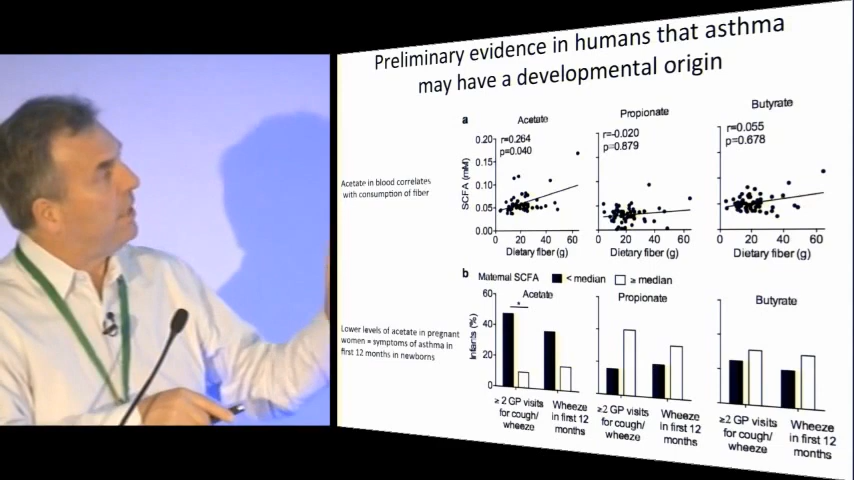 Preliminary evidence in humans that asthma
may have a developmental origin
a
Acetate
Propionate
Butyrate
r=0.264
p=0.040
r=-0.020
p=0.879
r=0.055
p=0.678
SCFA (mM)
0.20
0.15
0.10
0.05
0.00
0 20 40 60
0 20 40 60
0 20 40 60
Dietary fiber (g)
Dietary fiber (g)
Dietary fiber (g)
Acetate in blood correlates
with consumption of fiber
b
Maternal SCFA
< median
≥ median
Acetate
Propionate
Butyrate
*
Infants (%)
60
40
20
0
≥ 2 GP visits
for cough/
wheeze
Wheeze
in first 12
months
≥2 GP visits
for cough/
wheeze
Wheeze
in first 12
months
≥2 GP visits
for cough/
wheeze
Wheeze
in first 12
months
Lower levels of acetate in pregnant
women = symptoms of asthma in
first 12 months in newborns